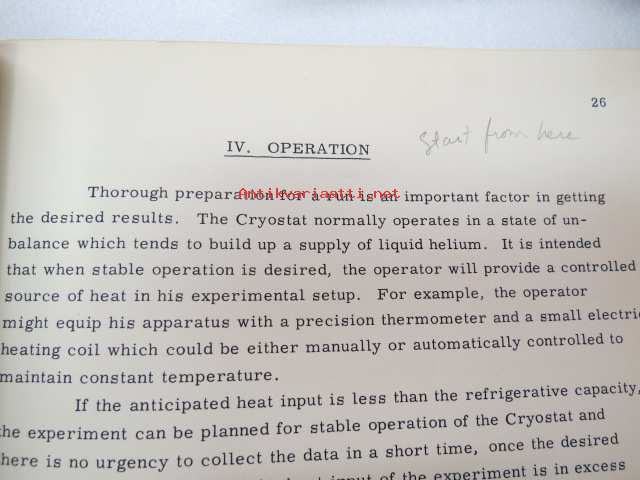 26
Start from here
IV. OPERATION
Thorough preparation for a run is an important factor in getting
Antikvariaatti.net
the desired results. The Cryostat normally operates in a state of un-
balance which tends to build up a supply of liquid helium. It is intended
that when stable operation is desired, the operator will provide a controlled
source of heat in his experimental setup. For example, the operator
might equip his apparatus with a precision thermometer and a small electric
heating coil which could be either manually or automatically controlled to
maintain constant temperature.
If the anticipated heat input is less than the refrigerative capacity,
the experiment can be planned for stable operation of the Cryostat and
here is no urgency to collect the data in a short time, once the desired
input of the experiment is in excess